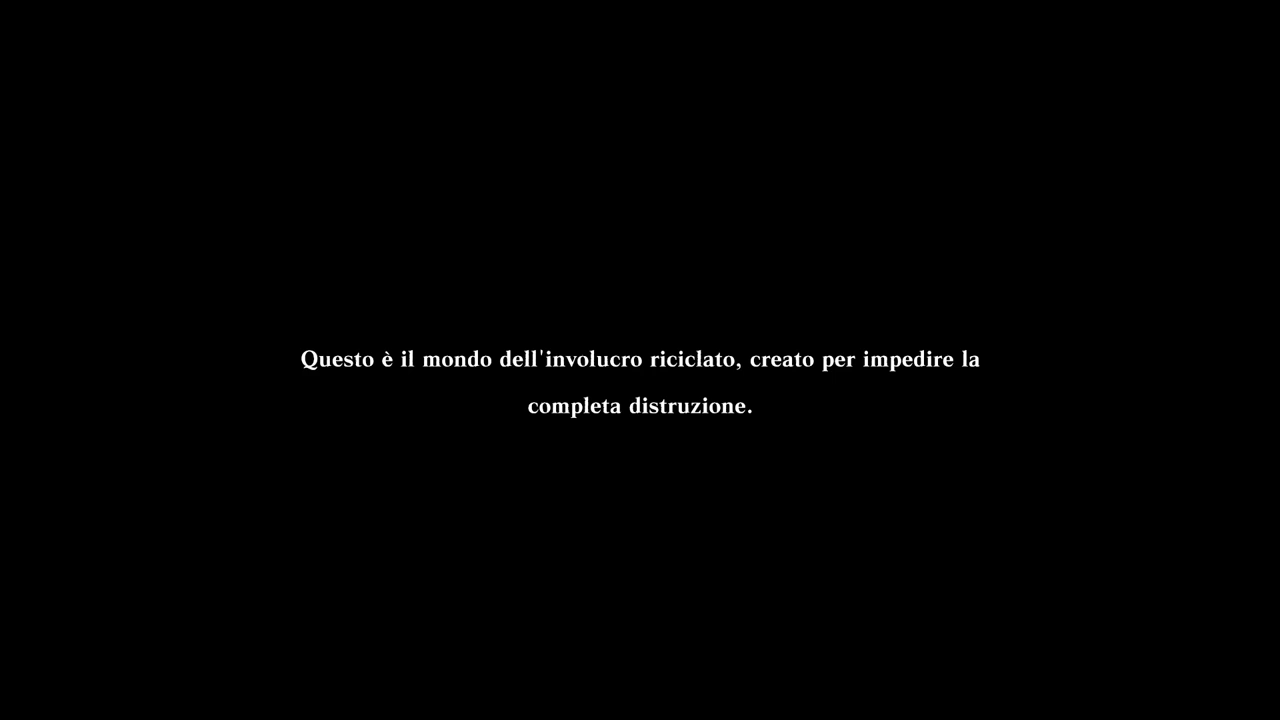 Questo è il mondo dell'involucro riciclato, creato per impedire la
completa distruzione.